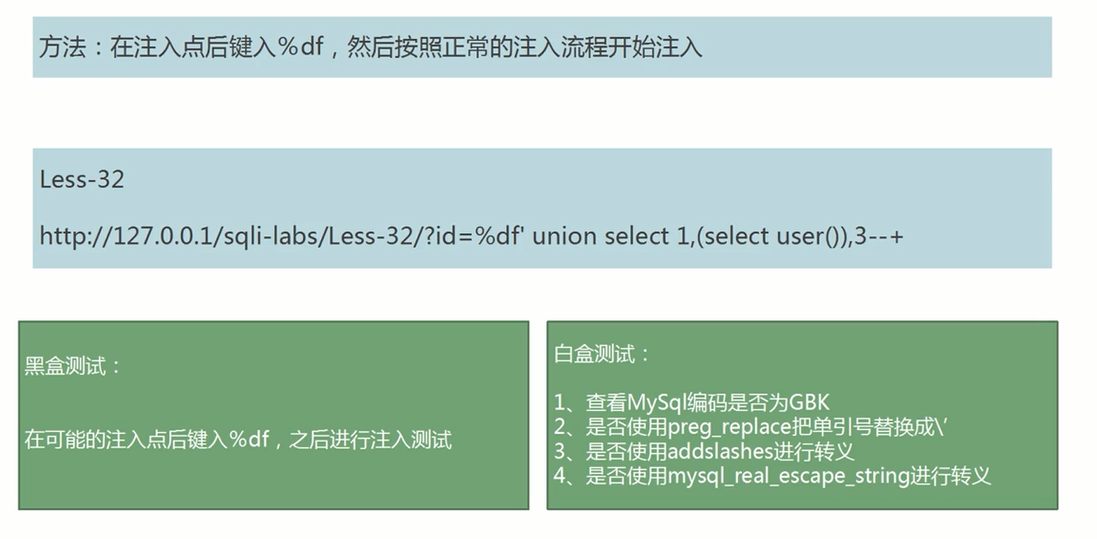 方法：在注入点后键入%df，然后按照正常的注入流程开始注入
Less-32
http://127.0.0.1/sqli-labs/Less-32/?id=%df' union select 1,(select user()),3--+
黑盒测试：
在可能的注入点后键入%df，之后进行注入测试
白盒测试：
1、查看MySql编码是否为GBK
2、是否使用preg_replace把单引号替换成\’
3、是否使用addslashes进行转义
4、是否使用mysql_real_escape_string进行转义